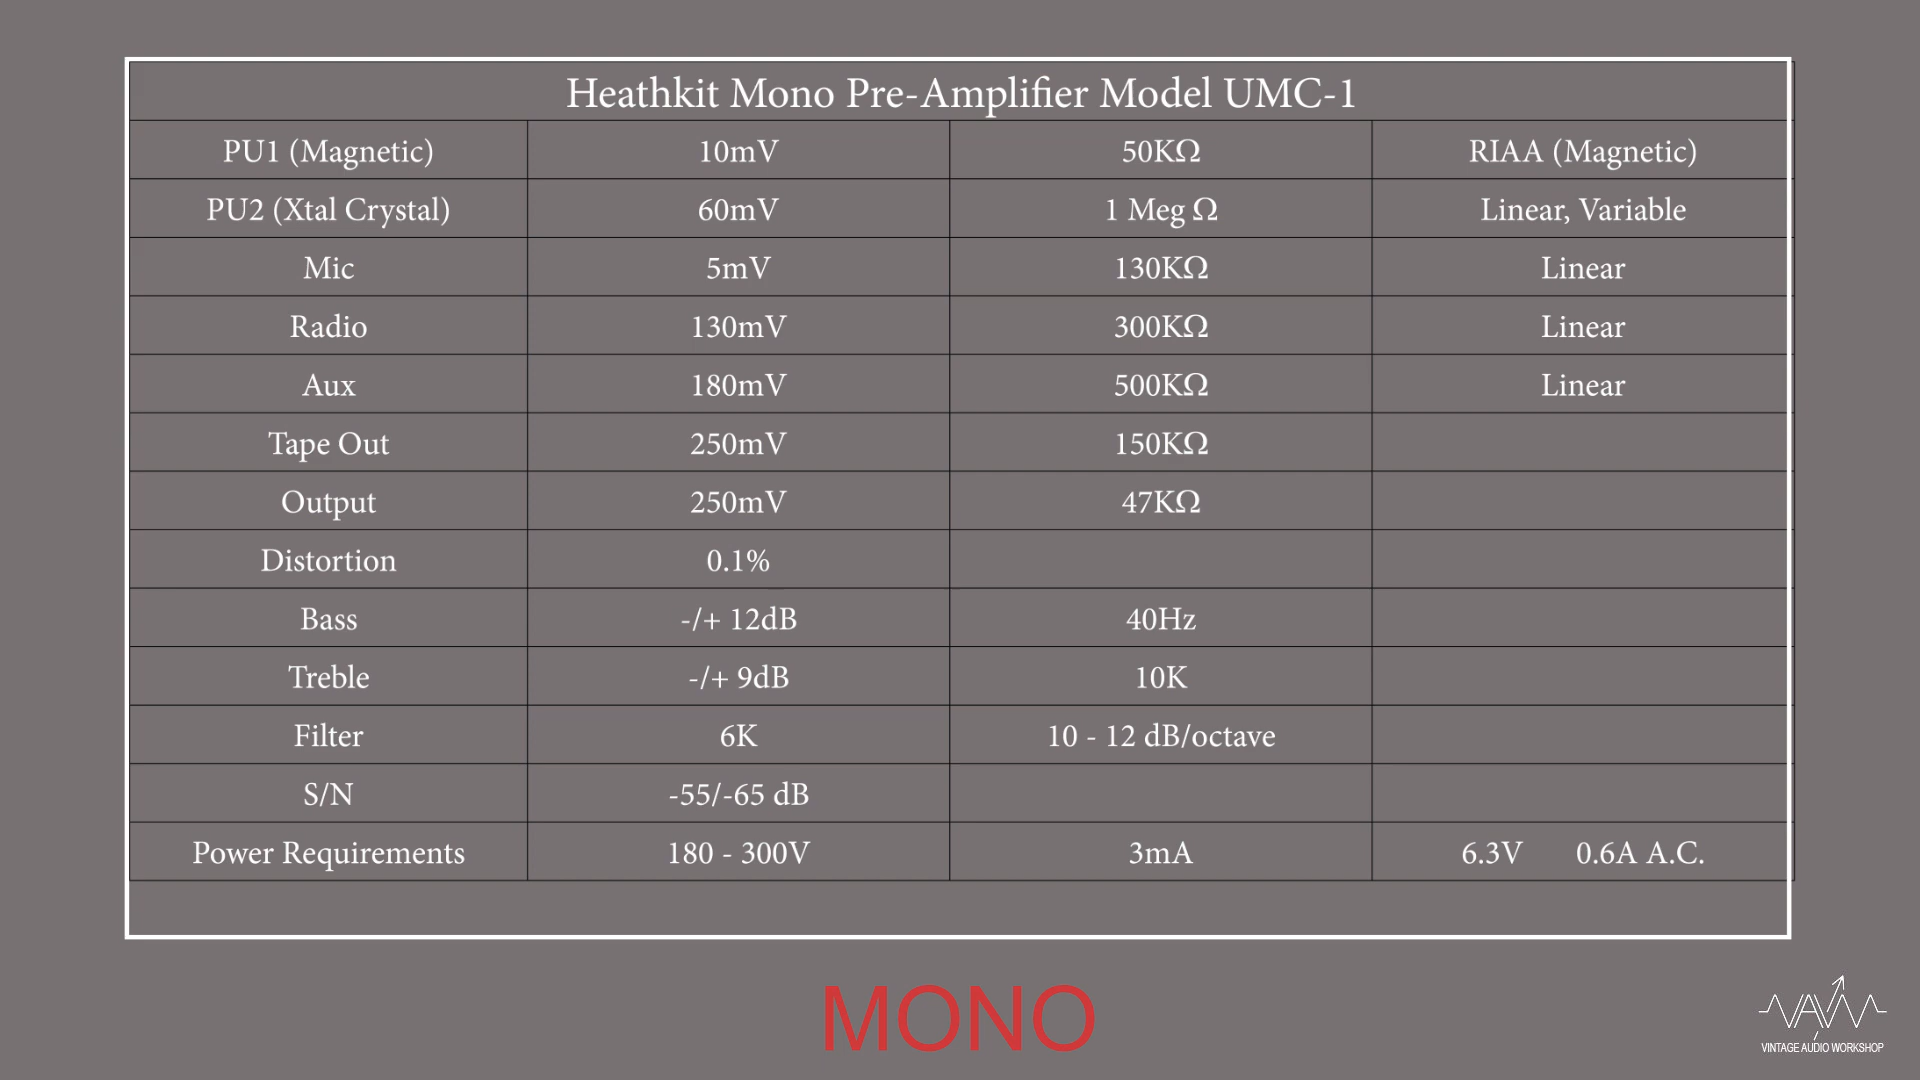 Heathkit Mono Pre-Amplifier Model UMC-1
PU1 (Magnetic) 10mV 50KΩ RIAA (Magnetic)
PU2 (Xtal Crystal) 60mV 1 Meg Ω Linear, Variable
Mic 5mV 130KΩ Linear
Radio 130mV 300KΩ Linear
Aux 180mV 500KΩ Linear
Tape Out 250mV 150KΩ
Output 250mV 47KΩ
Distortion 0.1%
Bass -/+ 12dB 40Hz
Treble -/+ 9dB 10K
Filter 6K 10 - 12 dB/octave
S/N -55/-65 dB
Power Requirements 180 - 300V 3mA 6.3V 0.6A A.C.
MONO
VAW
VINTAGE AUDIO WORKSHOP